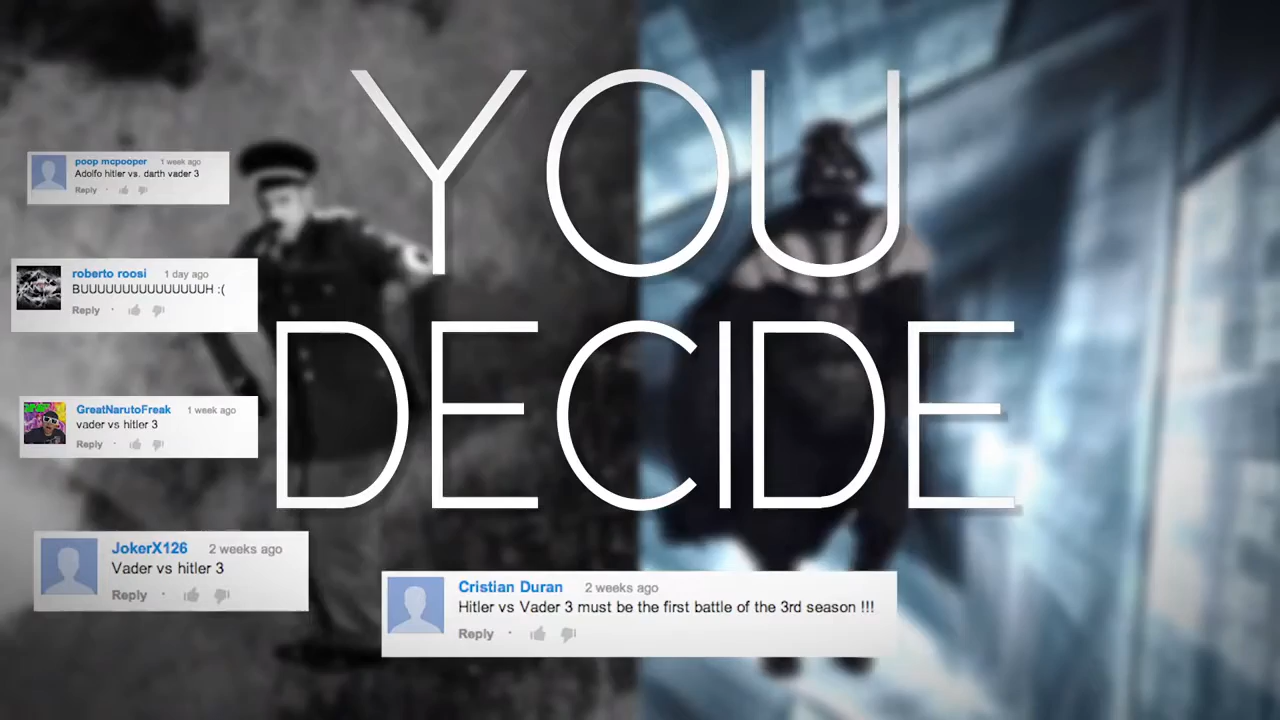 YOU
DECIDE
poop mcpooper 1 week ago
Adolfo hitler vs. darth vader 3
Reply ·
roberto roosi 1 day ago
BUUUUUUUUUUUUUUUH :(
Reply ·
GreatNarutoFreak 1 week ago
vader vs hitler 3
Reply ·
JokerX126 2 weeks ago
Vader vs hitler 3
Reply ·
Cristian Duran 2 weeks ago
Hitler vs Vader 3 must be the first battle of the 3rd season !!!
Reply ·